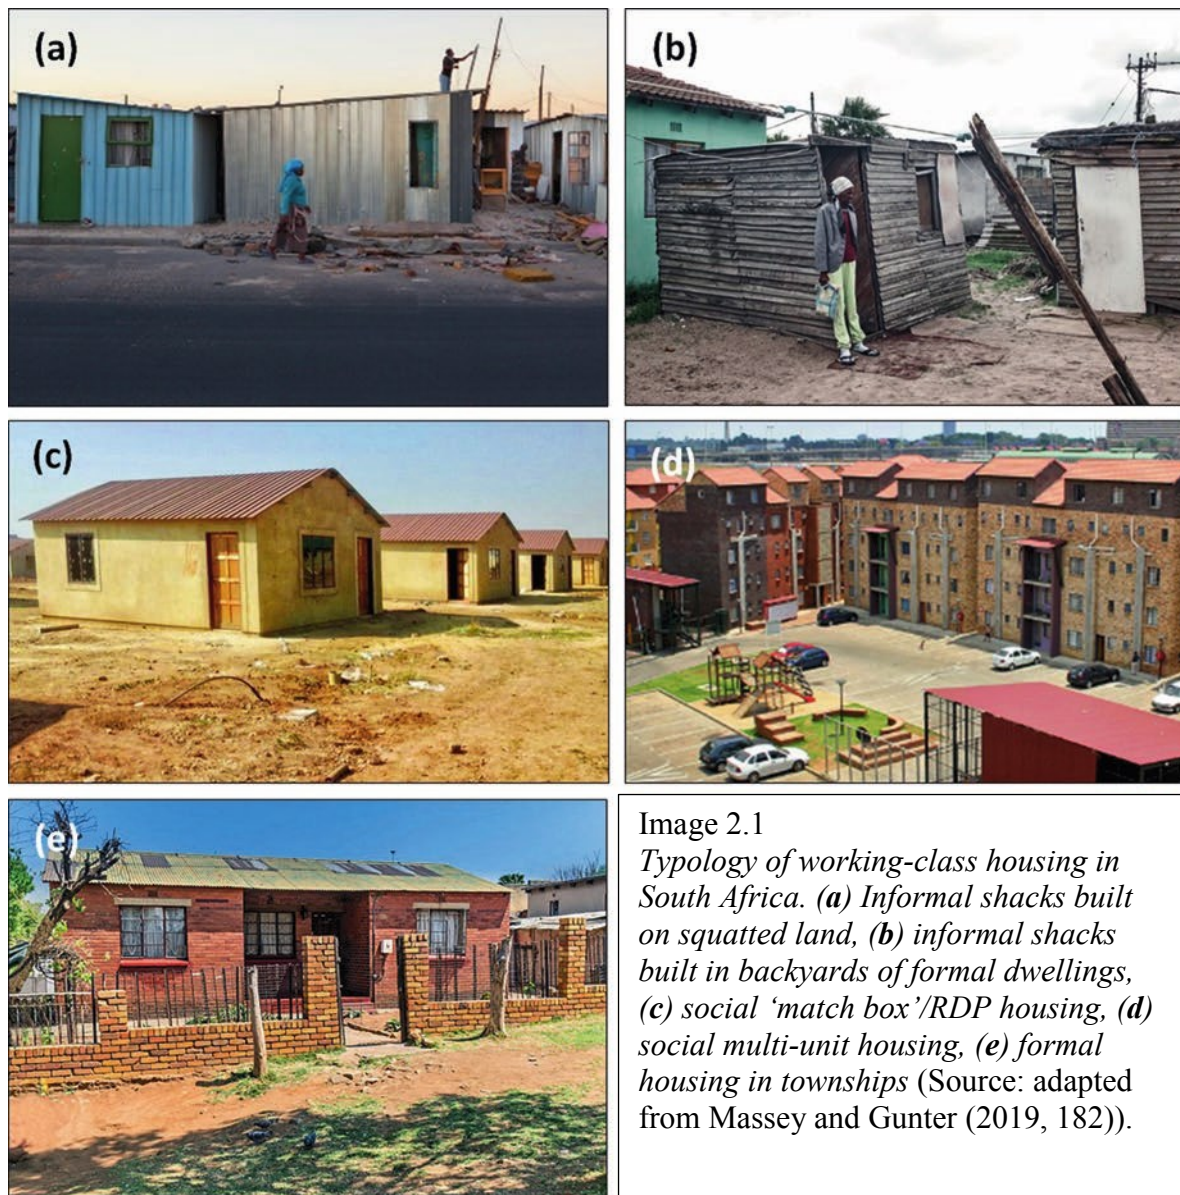 (a)
(b)
(c)
(d)
(e)
Image 2.1
Typology of working-class housing in
South Africa. (a) Informal shacks built
on squatted land, (b) informal shacks
built in backyards of formal dwellings,
(c) social ‘match box’/RDP housing, (d)
social multi-unit housing, (e) formal
housing in townships (Source: adapted
from Massey and Gunter (2019, 182)).